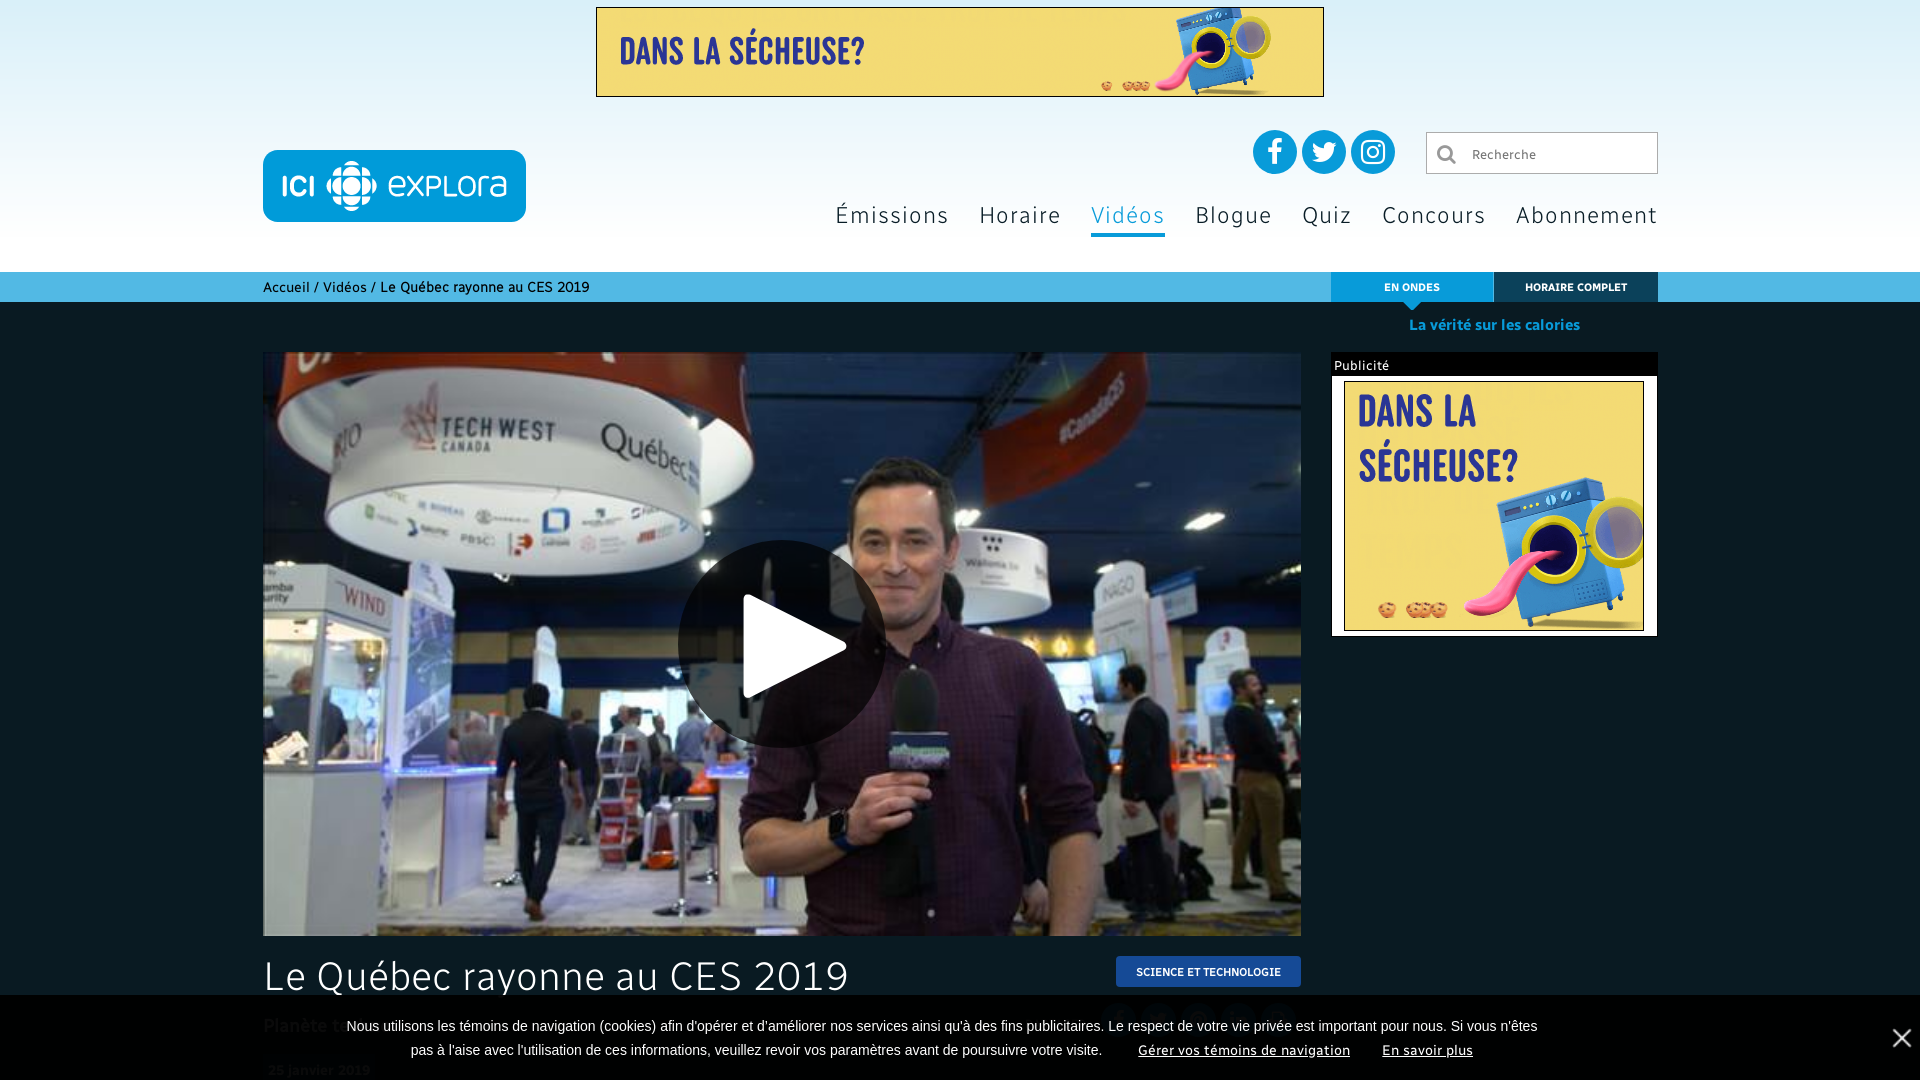 DANS LA SÉCHEUSE?
ICI explora
Recherche
Émissions Horaire Vidéos Blogue Quiz Concours Abonnement
Accueil / Vidéos / Le Québec rayonne au CES 2019
EN ONDES HORAIRE COMPLET
La vérité sur les calories
Publicité
DANS LA
SÉCHEUSE?
TECH WEST
CANADA
Québec
#CanadaCES
WIND
INAGO
PBSC
Le Québec rayonne au CES 2019
SCIENCE ET TECHNOLOGIE
Planète te
Nous utilisons les témoins de navigation (cookies) afin d'opérer et d’améliorer nos services ainsi qu'à des fins publicitaires. Le respect de votre vie privée est important pour nous. Si vous n'êtes
pas à l'aise avec l'utilisation de ces informations, veuillez revoir vos paramètres avant de poursuivre votre visite. Gérer vos témoins de navigation En savoir plus
25 janvier 2019